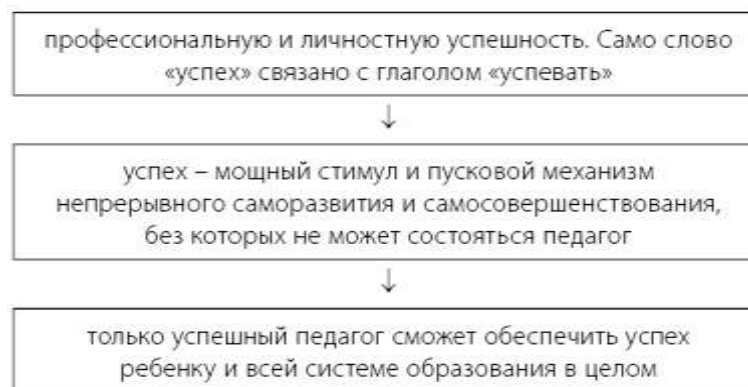 профессиональную и личностную успешность. Само слово
«успех» связано с глаголом «успевать»
↓
успех – мощный стимул и пусковой механизм
непрерывного саморазвития и самосовершенствования,
без которых не может состояться педагог
↓
только успешный педагог сможет обеспечить успех
ребенку и всей системе образования в целом